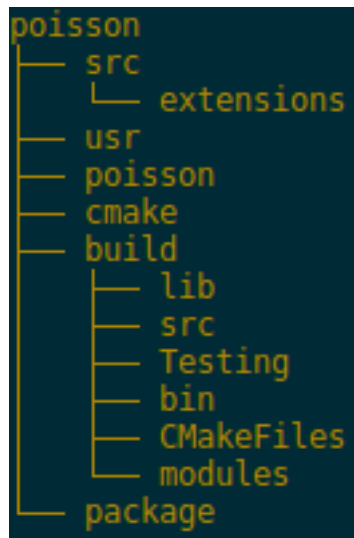 poisson
├── src
│   └── extensions
├── usr
├── poisson
├── cmake
├── build
│   ├── lib
│   ├── src
│   ├── Testing
│   ├── bin
│   ├── CMakeFiles
│   └── modules
└── package